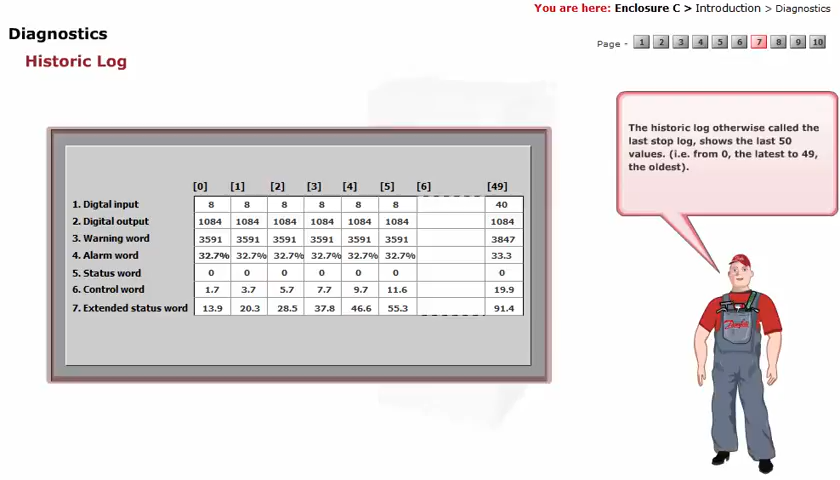 You are here: Enclosure C > Introduction > Diagnostics
Diagnostics
Page - 1 2 3 4 5 6 7 8 9 10
Historic Log
The historic log otherwise called the
last stop log, shows the last 50
values. (i.e. from 0, the latest to 49,
the oldest).
[0] [1] [2] [3] [4] [5] [6] [49]
1. Digtal input 8 8 8 8 8 8 40
2. Digital output 1084 1084 1084 1084 1084 1084 1084
3. Warning word 3591 3591 3591 3591 3591 3591 3847
4. Alarm word 32.7% 32.7% 32.7% 32.7% 32.7% 32.7% 33.3
5. Status word 0 0 0 0 0 0 0
6. Control word 1.7 3.7 5.7 7.7 9.7 11.6 19.9
7. Extended status word 13.9 20.3 28.5 37.8 46.6 55.3 91.4
Danfoss